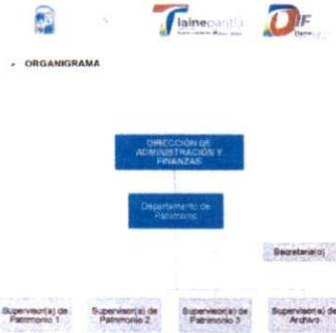 Tlalnepantla
DIF
ORGANIGRAMA
DIRECCIÓN DE
ADMINISTRACIÓN Y
FINANZAS
Departamento de
Patrimonio
Secretaria(o)
Supervisor(a) de
Patrimonio 1
Supervisor(a) de
Patrimonio 2
Supervisor(a) de
Patrimonio 3
Supervisor(a) de
Archivo